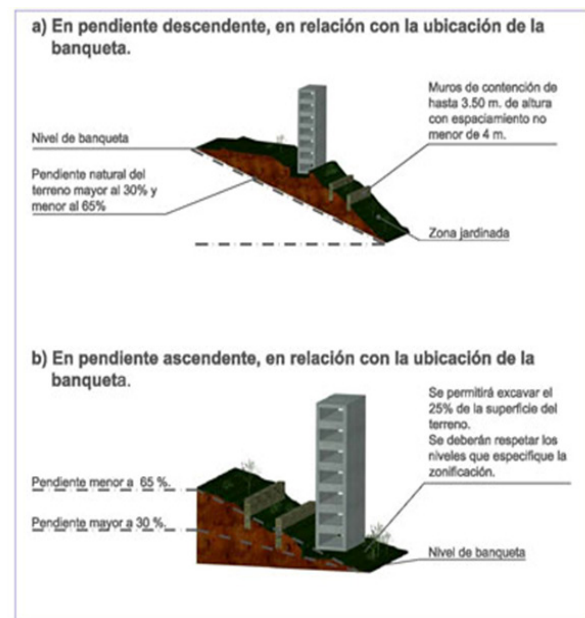 a) En pendiente descendente, en relación con la ubicación de la
banqueta.
Nivel de banqueta
Pendiente natural del
terreno mayor al 30% y
menor al 65%
Muros de contención de
hasta 3.50 m. de altura
con espaciamiento no
menor de 4 m.
Zona jardinada
b) En pendiente ascendente, en relación con la ubicación de la
banqueta.
Pendiente menor a 65 %.
Pendiente mayor a 30 %.
Se permitirá excavar el
25% de la superficie del
terreno.
Se deberán respetar los
niveles que especifique la
zonificación.
Nivel de banqueta